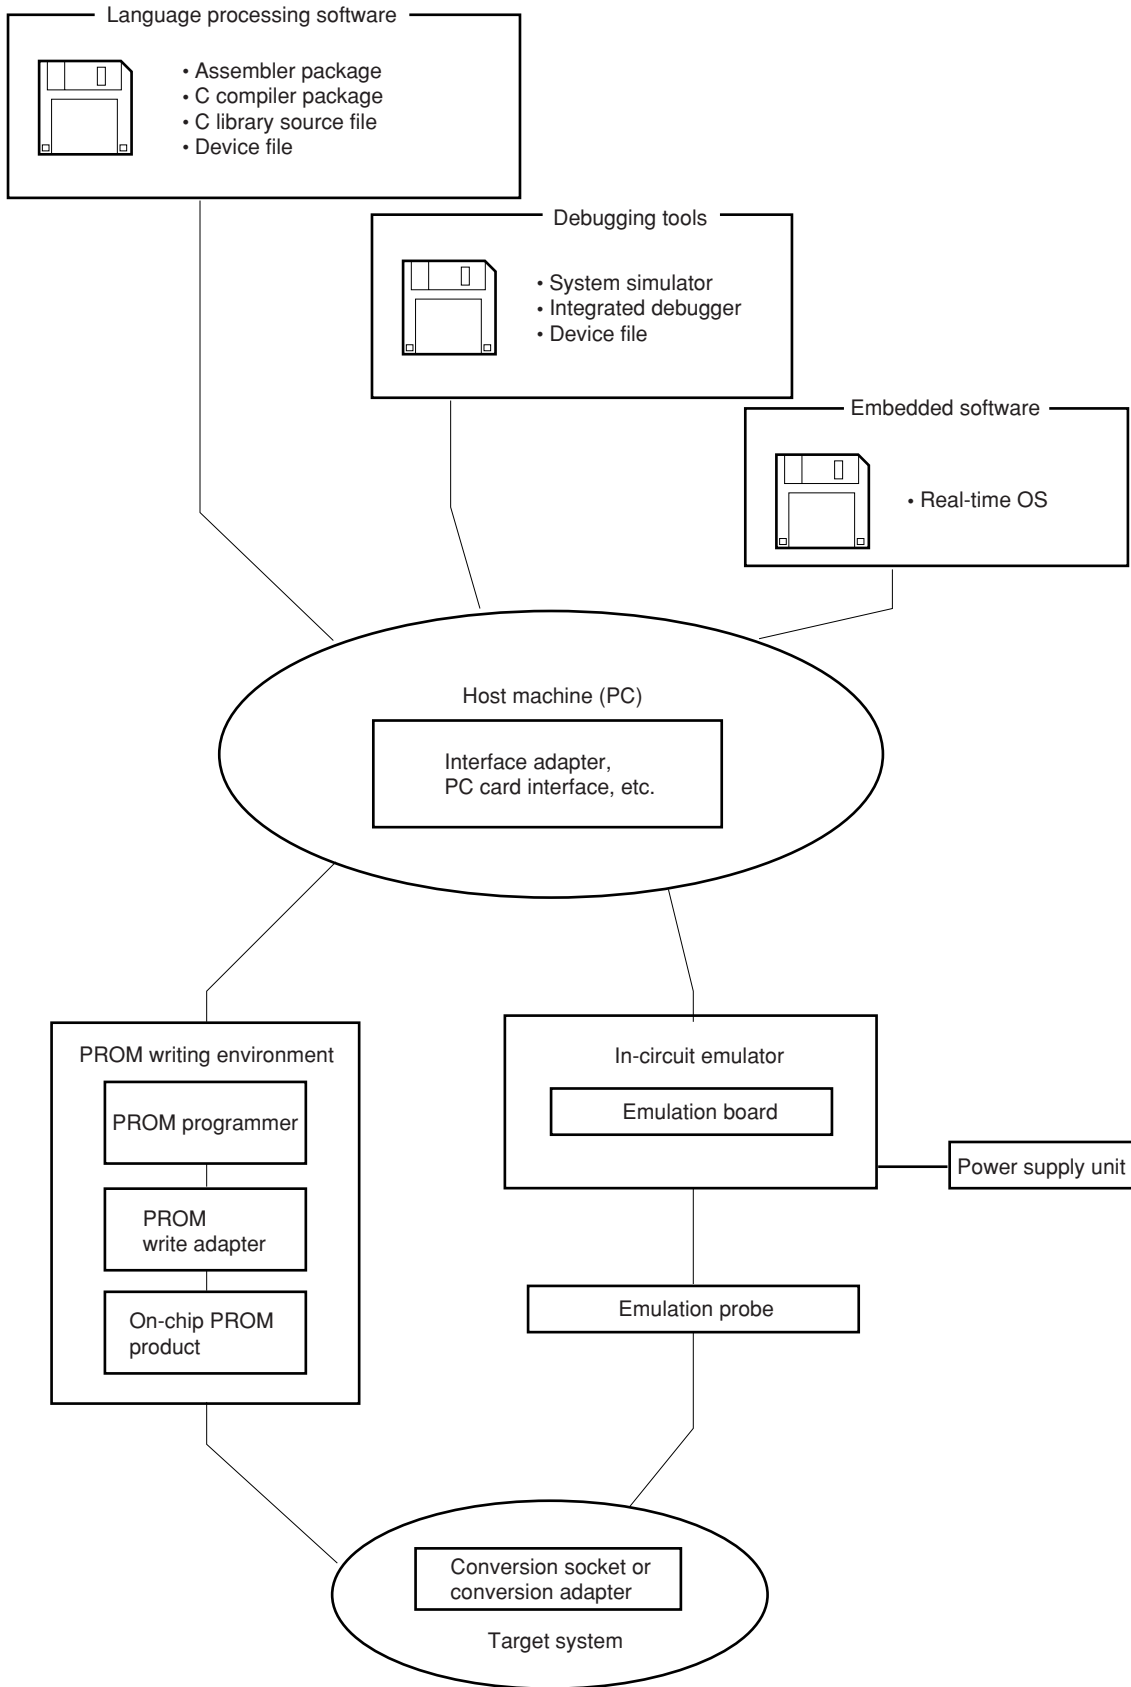 Language processing software
• Assembler package
• C compiler package
• C library source file
• Device file
Debugging tools
• System simulator
• Integrated debugger
• Device file
Embedded software
• Real-time OS
Host machine (PC)
Interface adapter,
PC card interface, etc.
PROM writing environment
PROM programmer
PROM
write adapter
On-chip PROM
product
In-circuit emulator
Emulation board
Power supply unit
Emulation probe
Conversion socket or
conversion adapter
Target system